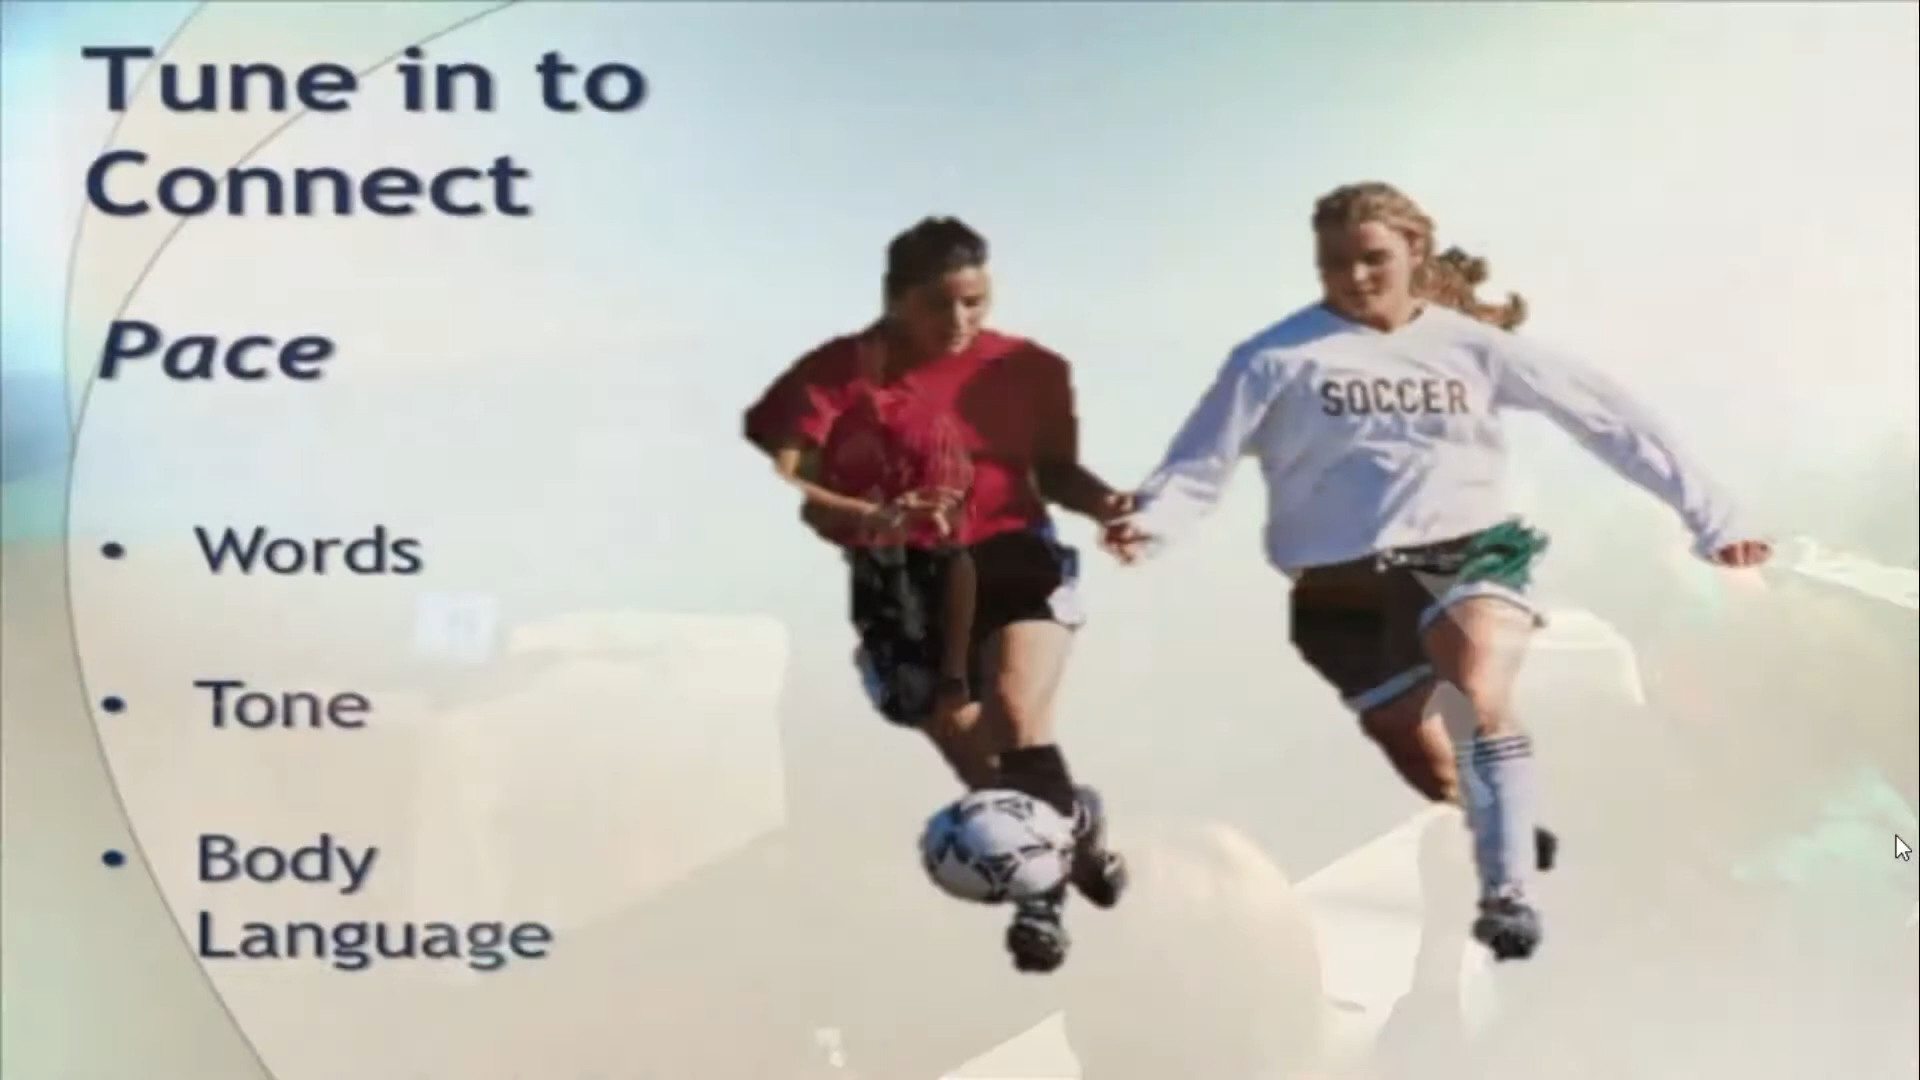 Tune in to
Connect
Pace
• Words
• Tone
• Body
Language
SOCCER